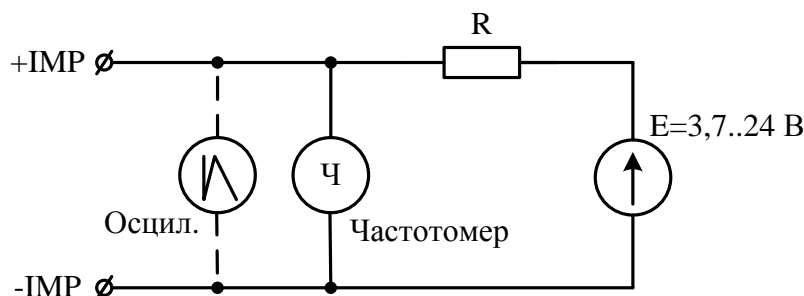 R
+IMP
E=3,7..24 В
Ч
Осцил.
Частотомер
-IMP